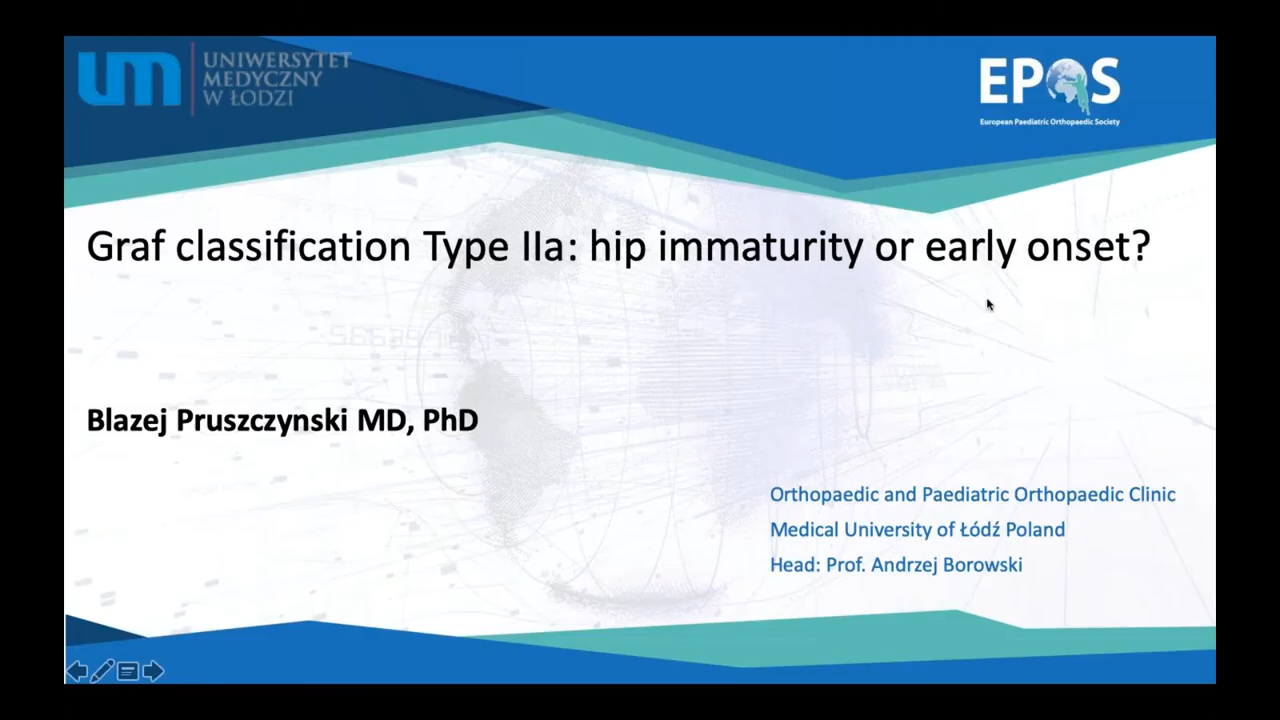 UNIWERSYTET
MEDYCZNY
W ŁODZI
EPOS
European Paediatric Orthopaedic Society
Graf classification Type IIa: hip immaturity or early onset?
Blazej Pruszczynski MD, PhD
Orthopaedic and Paediatric Orthopaedic Clinic
Medical University of Łódź Poland
Head: Prof. Andrzej Borowski